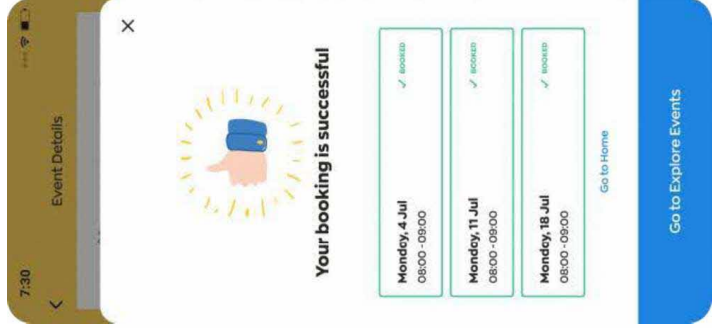 7:30
Event Details
Your booking is successful
Monday, 4 Jul
08:00 - 09:00
✓ BOOKED
Monday, 11 Jul
08:00 - 09:00
✓ BOOKED
Monday, 18 Jul
08:00 - 09:00
✓ BOOKED
Go to Home
Go to Explore Events